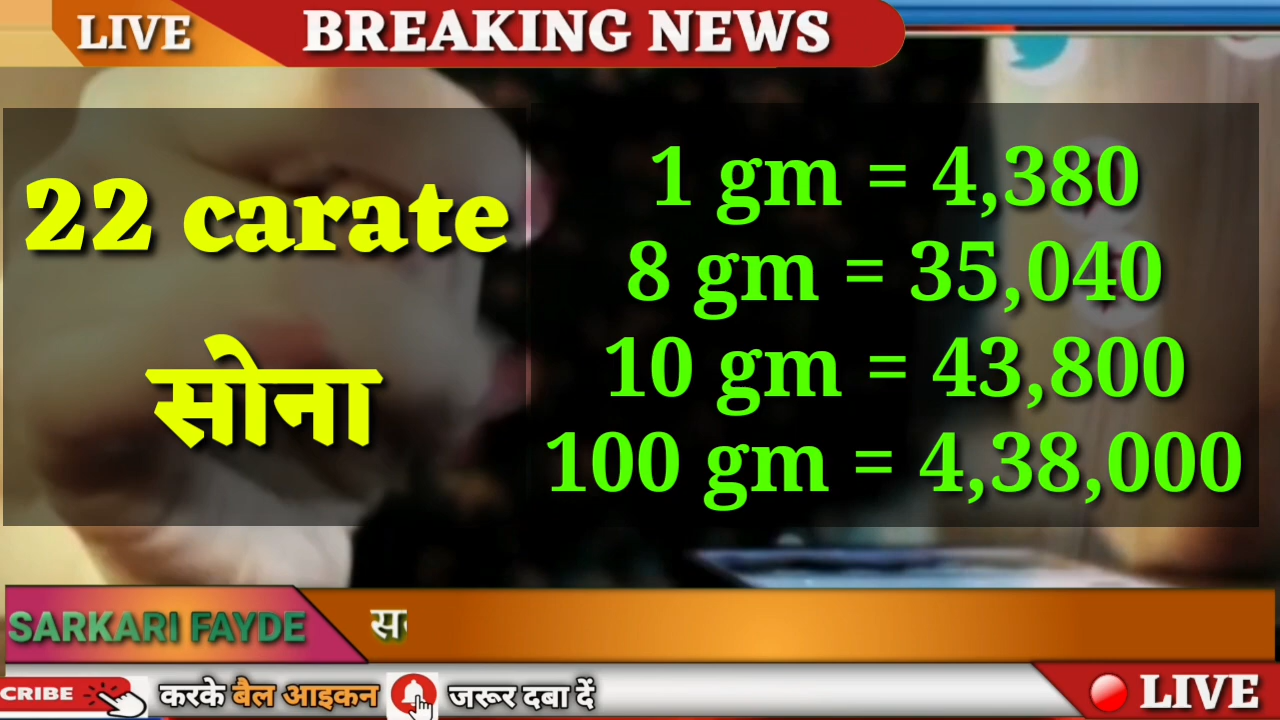 LIVE BREAKING NEWS
22 carate
सोना
1 gm = 4,380
8 gm = 35,040
10 gm = 43,800
100 gm = 4,38,000
SARKARI FAYDE
CRIBE करके बैल आइकन जरूर दबा दें LIVE